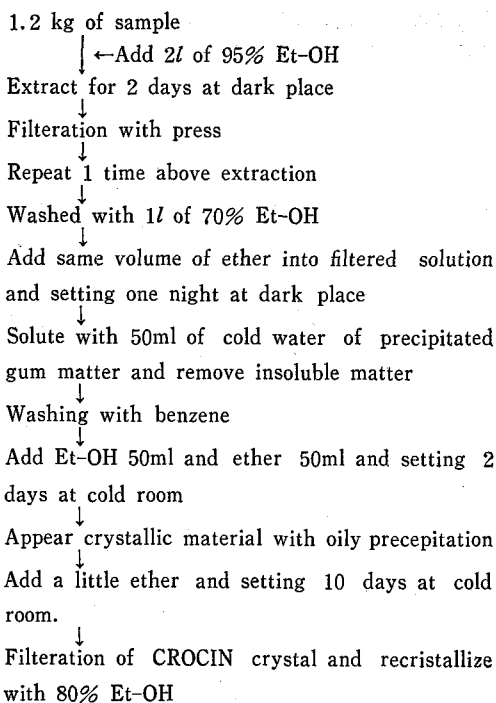 1.2 kg of sample
←Add 2l of 95% Et-OH
Extract for 2 days at dark place
↓
Filteration with press
↓
Repeat 1 time above extraction
↓
Washed with 1l of 70% Et-OH
↓
Add same volume of ether into filtered solution
and setting one night at dark place
↓
Solute with 50ml of cold water of precipitated
gum matter and remove insoluble matter
↓
Washing with benzene
↓
Add Et-OH 50ml and ether 50ml and setting 2
days at cold room
↓
Appear crystallic material with oily precepitation
↓
Add a little ether and setting 10 days at cold
room.
↓
Filteration of CROCIN crystal and recristallize
with 80% Et-OH